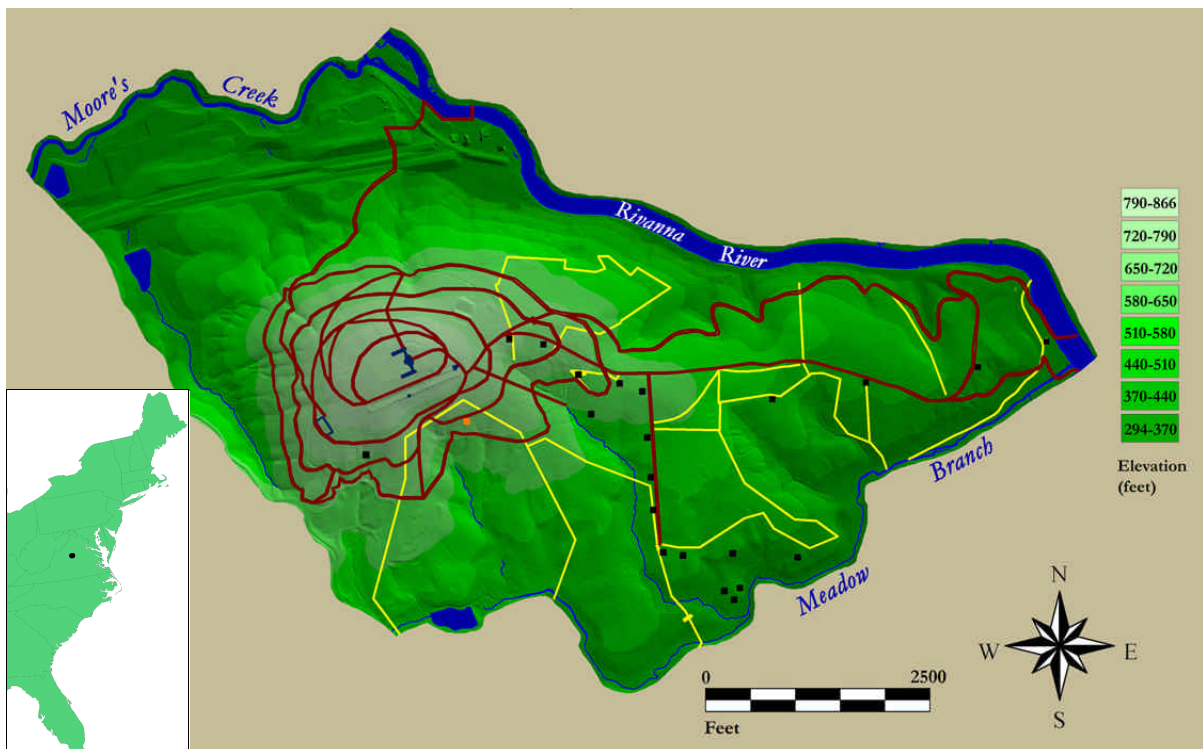 Moore's
Creek
Rivanna
River
790-866
720-790
650-720
580-650
510-580
440-510
370-440
294-370
Elevation
(feet)
Branch
Meadow
N
W
E
S
0
2500
Feet